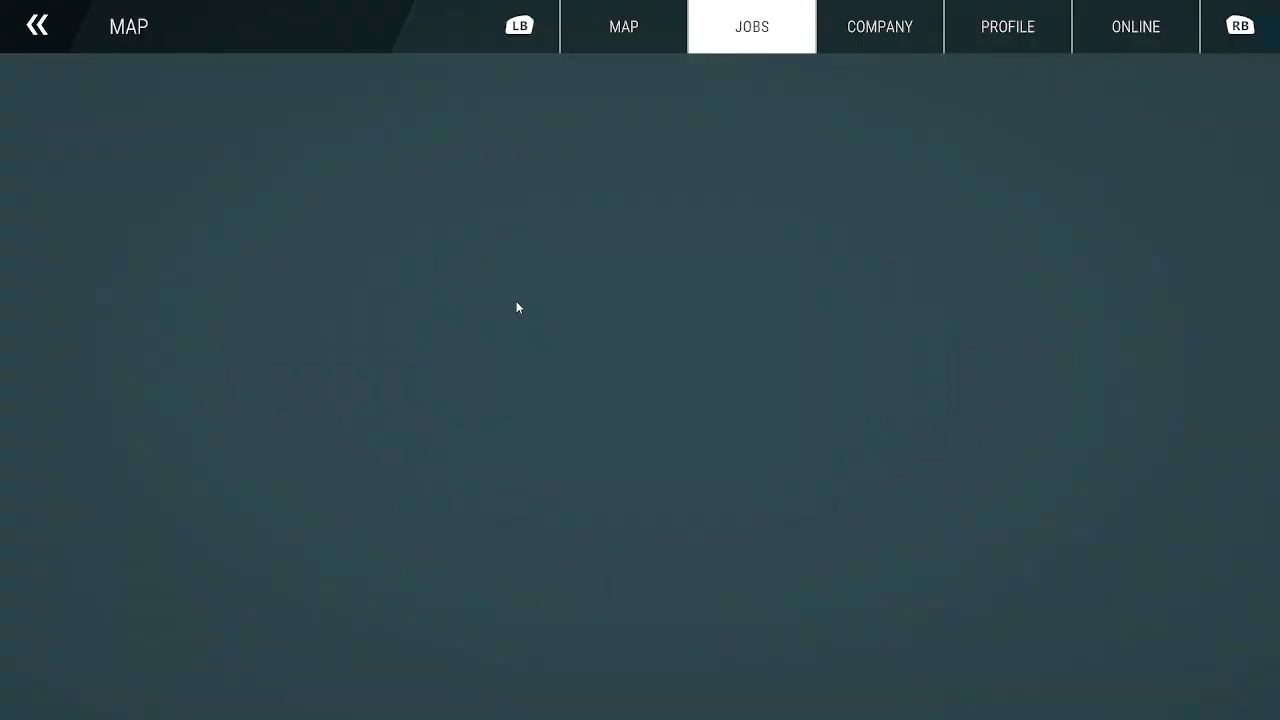 MAP
LB
MAP
JOBS
COMPANY
PROFILE
ONLINE
RB